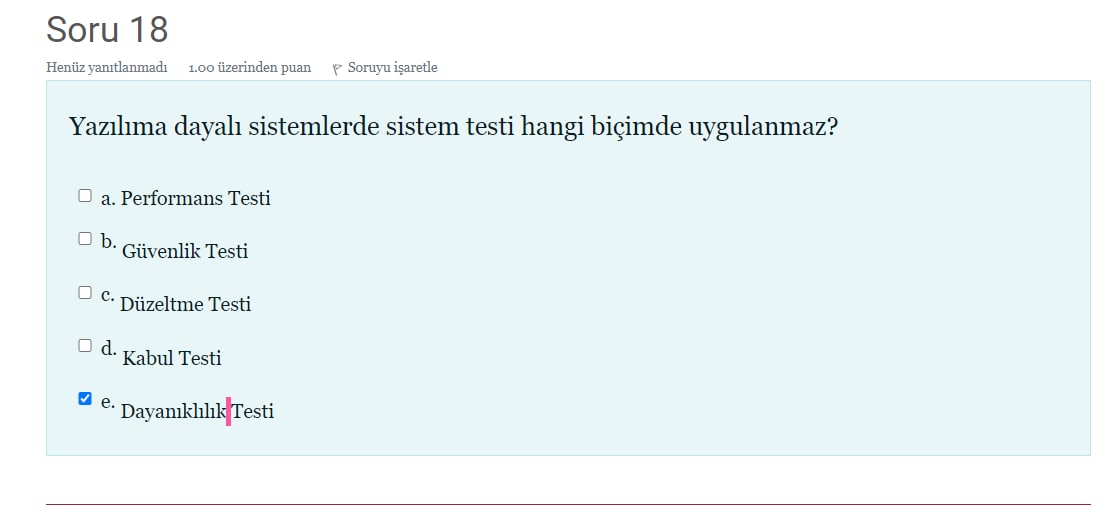 Soru 18
Henüz yanıtlanmadı 1.00 üzerinden puan Soruyu işaretle
Yazılıma dayalı sistemlerde sistem testi hangi biçimde uygulanmaz?
a. Performans Testi
b. Güvenlik Testi
c. Düzeltme Testi
d. Kabul Testi
e. Dayanıklılık Testi